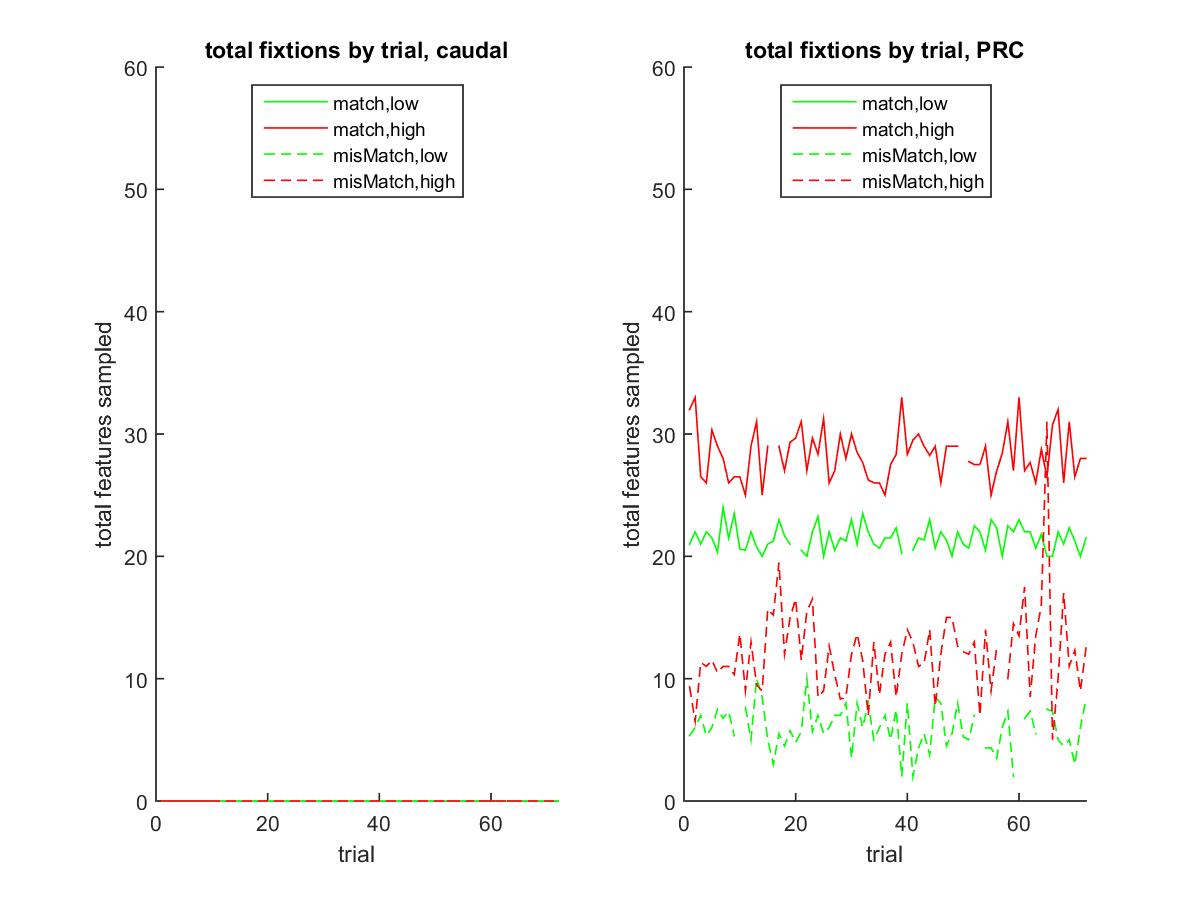 total fixtions by trial, caudal
60
50
40
30
20
10
0
total features sampled
match,low
match,high
misMatch,low
misMatch,high
0 20 40 60
trial
total fixtions by trial, PRC
60
50
40
30
20
10
0
total features sampled
match,low
match,high
misMatch,low
misMatch,high
0 20 40 60
trial